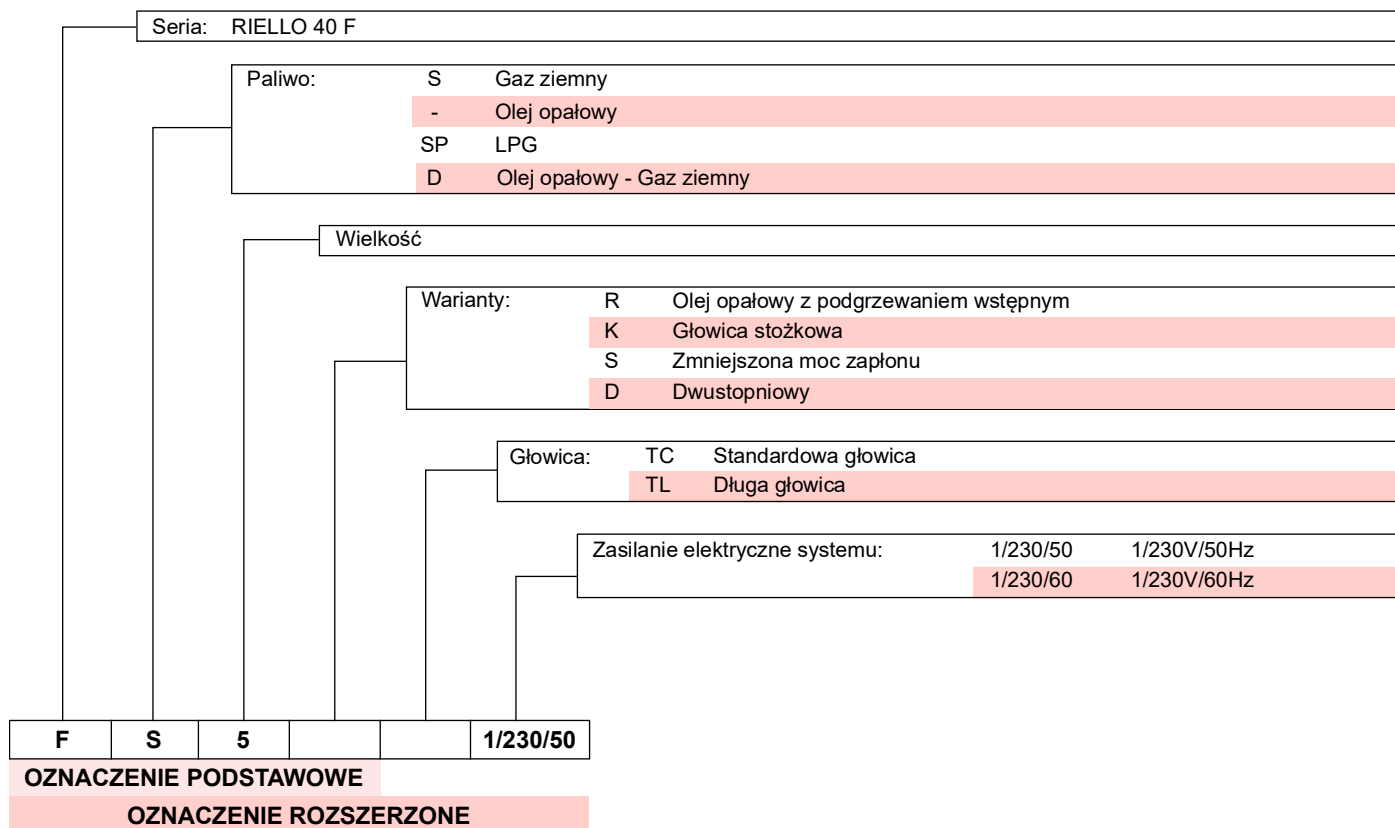 Seria: RIELLO 40 F
Paliwo: S Gaz ziemny
- Olej opałowy
SP LPG
D Olej opałowy - Gaz ziemny
Wielkość
Warianty: R Olej opałowy z podgrzewaniem wstępnym
K Głowica stożkowa
S Zmniejszona moc zapłonu
D Dwustopniowy
Głowica: TC Standardowa głowica
TL Długa głowica
Zasilanie elektryczne systemu: 1/230/50 1/230V/50Hz
1/230/60 1/230V/60Hz
F S 5 1/230/50
OZNACZENIE PODSTAWOWE
OZNACZENIE ROZSZERZONE